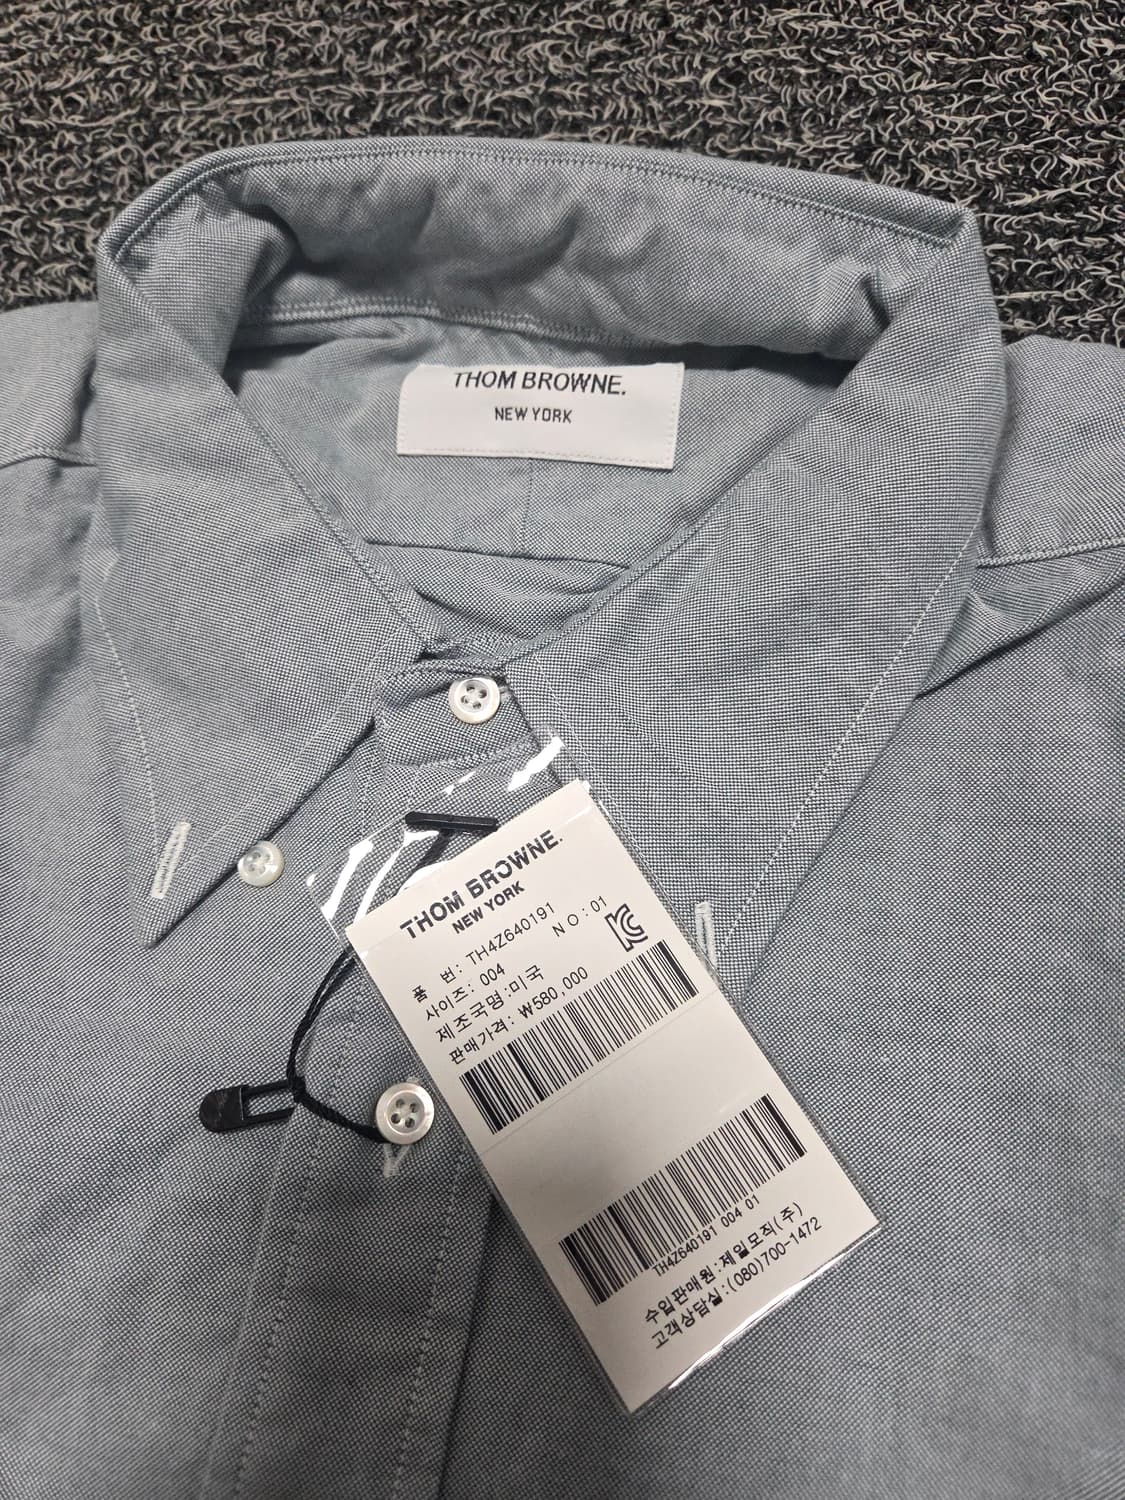 THOM BROWNE.
NEW YORK
THOM BROWNE.
NEW YORK
품 번: TH4Z640191 NO:01
사이즈: 004
제조국명:미국
판매가격: ₩580,000
TH4Z640191 004 01
수입판매원:제일모직(주)
고객상담실:(080)700-1472